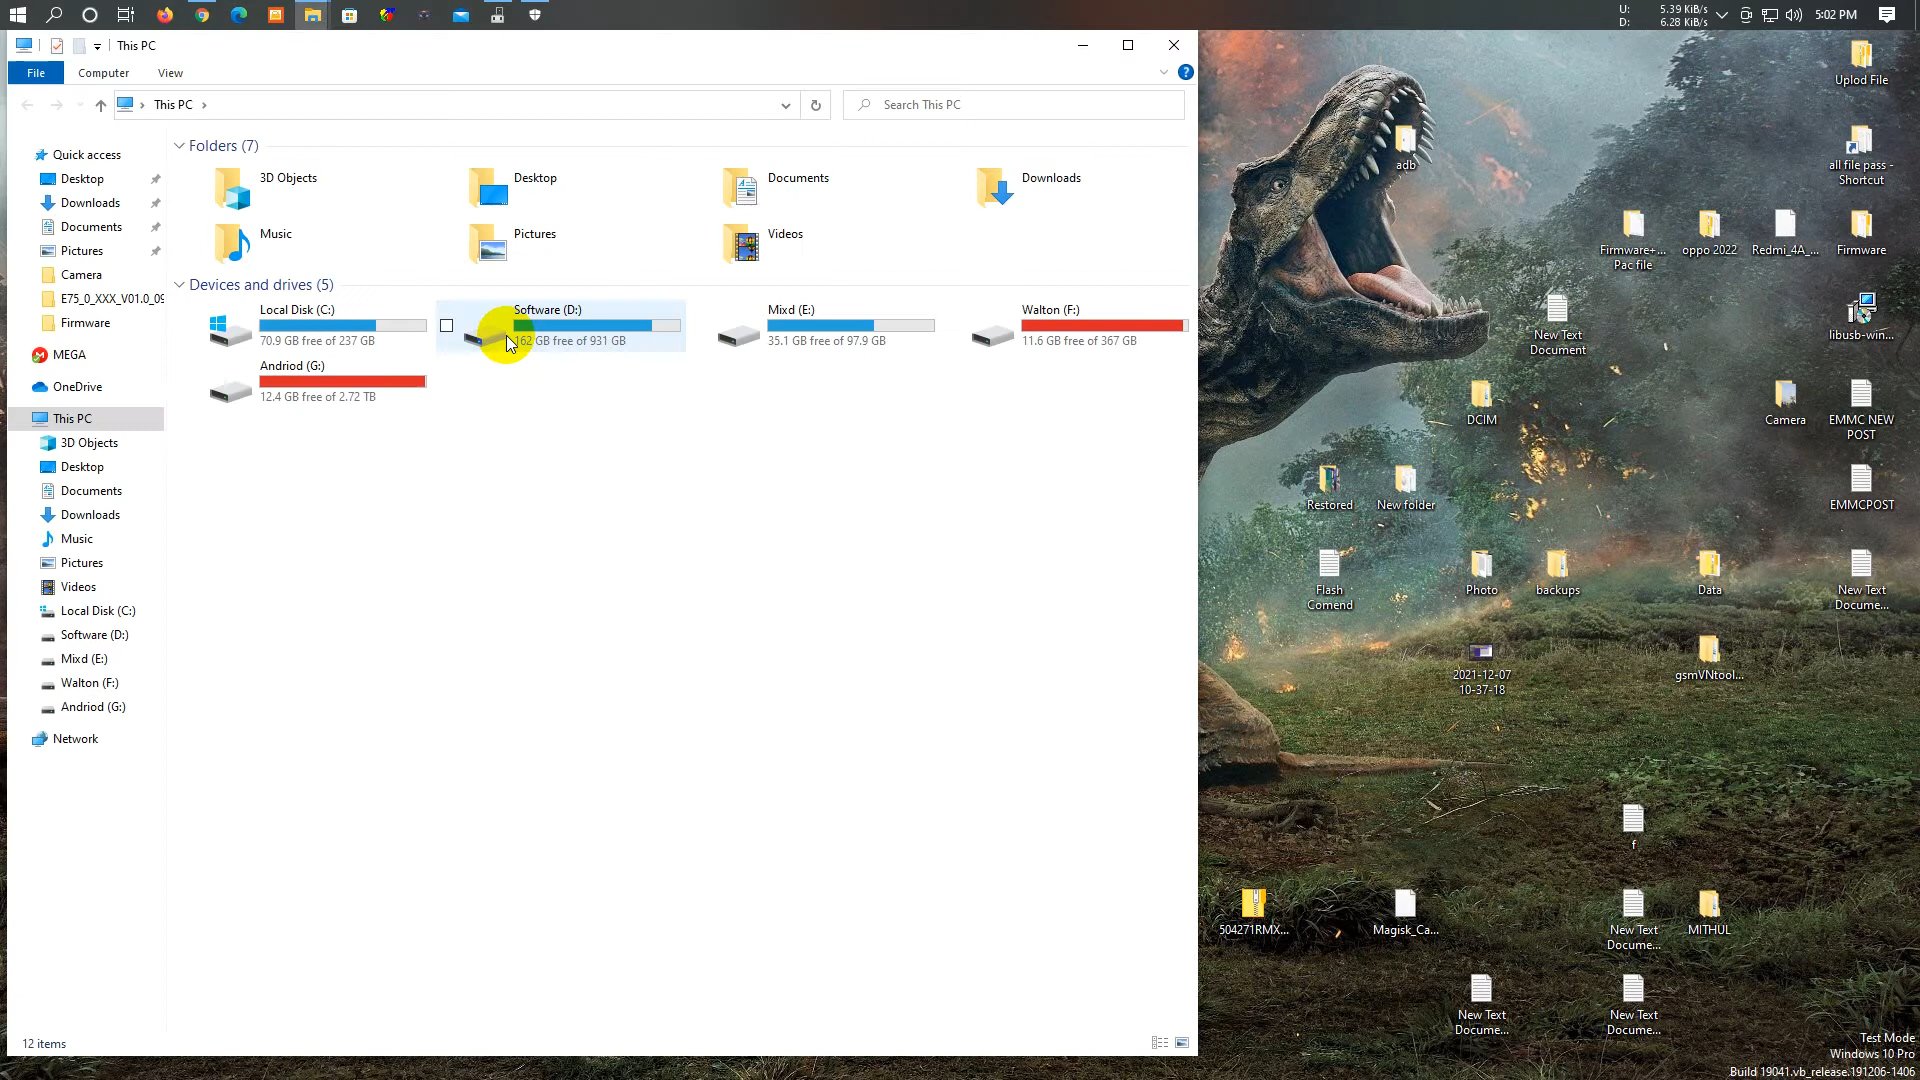 U: 5.39 KiB/s
D: 6.28 KiB/s
5:02 PM
This PC
File
Computer
View
This PC
Search This PC
Quick access
Desktop
Downloads
Documents
Pictures
Camera
E75_0_XXX_V01.0_09
Firmware
MEGA
OneDrive
This PC
3D Objects
Desktop
Documents
Downloads
Music
Pictures
Videos
Local Disk (C:)
Software (D:)
Mixd (E:)
Walton (F:)
Andriod (G:)
Network
Folders (7)
3D Objects
Desktop
Documents
Downloads
Music
Pictures
Videos
Devices and drives (5)
Local Disk (C:)
70.9 GB free of 237 GB
Software (D:)
162 GB free of 931 GB
Mixd (E:)
35.1 GB free of 97.9 GB
Walton (F:)
11.6 GB free of 367 GB
Andriod (G:)
12.4 GB free of 2.72 TB
12 items
Uplod File
adb
all file pass -
Shortcut
Firmware+...
Pac file
oppo 2022
Redmi_4A_...
Firmware
New Text
Document
libusb-win...
DCIM
Camera
EMMC NEW
POST
Restored
New folder
EMMCPOST
Flash
Comend
Photo
backups
Data
New Text
Docume...
2021-12-07
10-37-18
gsmVNtool...
f
504271RMX...
Magisk_Ca...
New Text
Docume...
MITHUL
New Text
Docume...
New Text
Docume...
Test Mode
Windows 10 Pro
Build 19041.vb_release.191206-1406